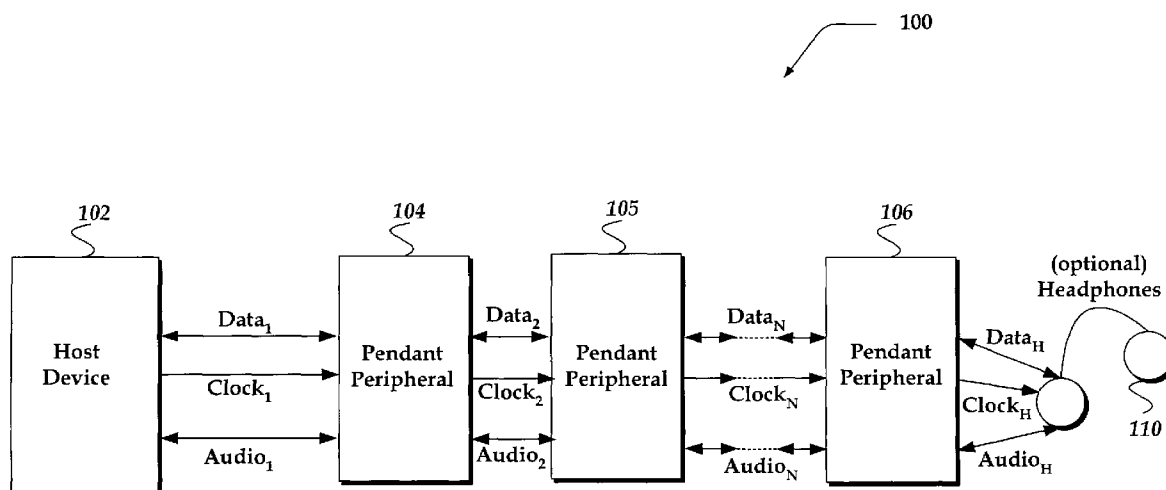 100
102
104
105
106
(optional)
Headphones
Host
Device
Data1
Clock1
Audio1
Pendant
Peripheral
Data2
Clock2
Audio2
Pendant
Peripheral
DataN
ClockN
AudioN
Pendant
Peripheral
DataH
ClockH
AudioH
110